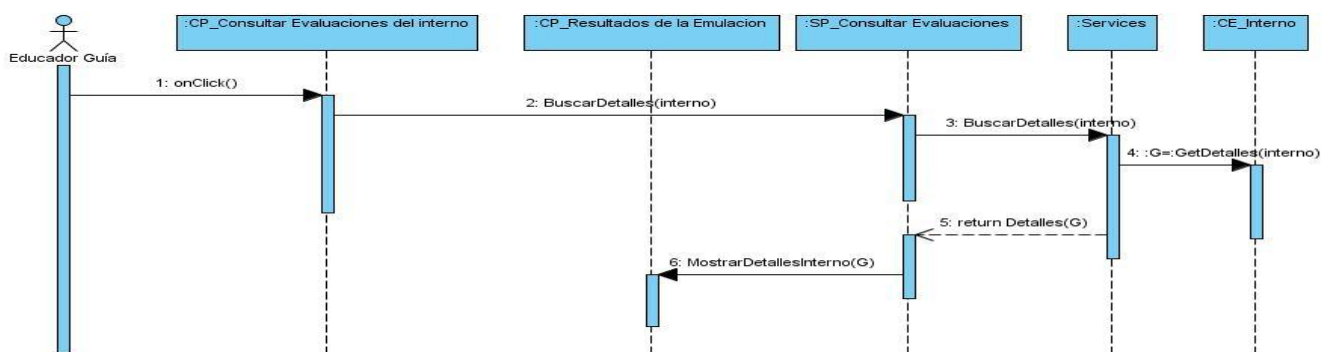 :CP_Consultar Evaluaciones del interno
:CP_Resultados de la Emulacion
:SP_Consultar Evaluaciones
:Services
:CE_Interno
Educador Guía
1: onClick()
2: BuscarDetalles(interno)
3: BuscarDetalles(interno)
4: :G=:GetDetalles(interno)
5: return Detalles(G)
6: MostrarDetallesInterno(G)